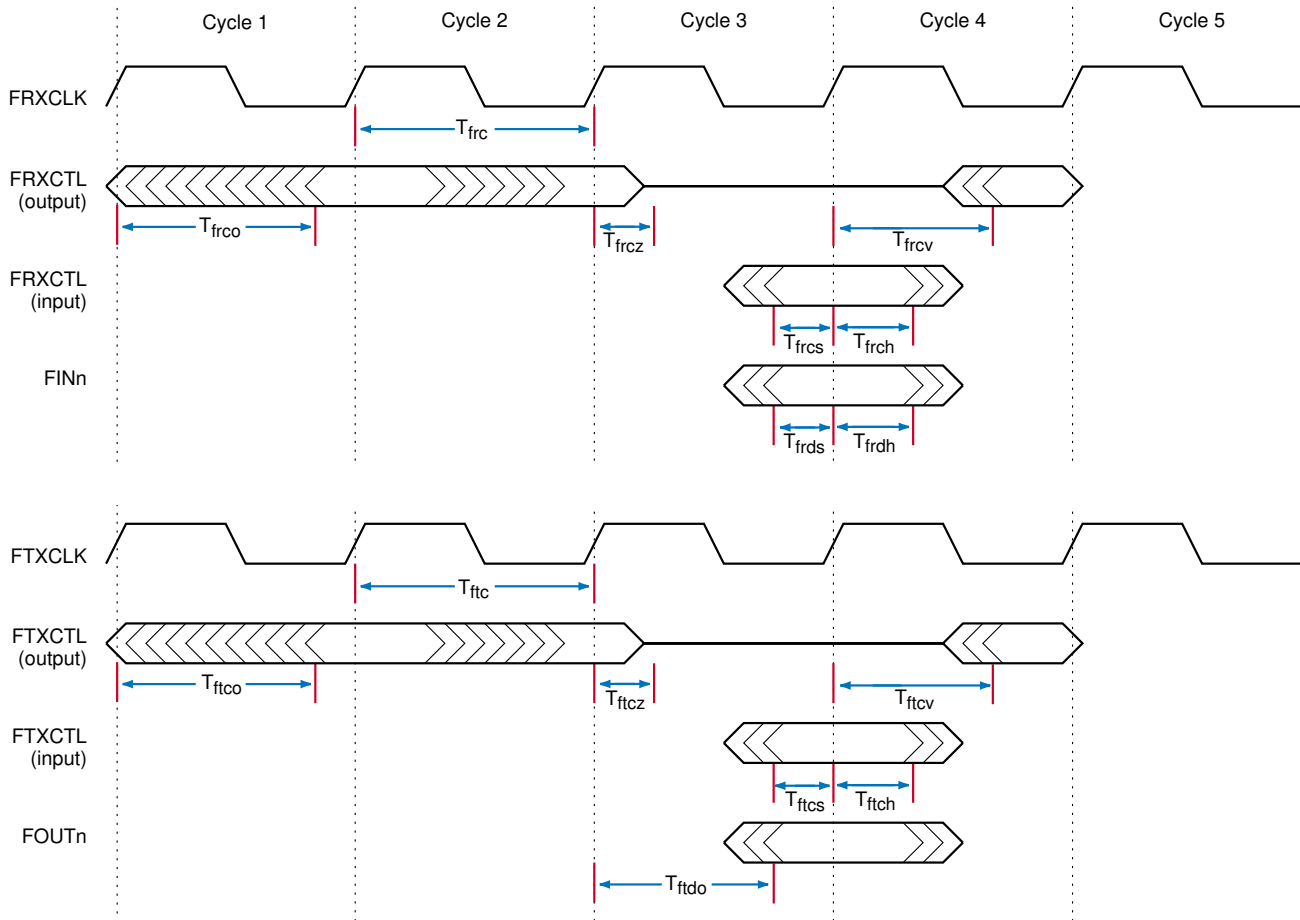 Cycle 1 Cycle 2 Cycle 3 Cycle 4 Cycle 5
FRXCLK
Tfrc
FRXCTL
(output)
Tfrco
Tfrcz
Tfrcv
FRXCTL
(input)
Tfrcs Tfrch
FINn
Tfrds Tfrdh
FTXCLK
Tftc
FTXCTL
(output)
Tftco
Tftcz
Tftcv
FTXCTL
(input)
Tftcs Tftch
FOUTn
Tftdo